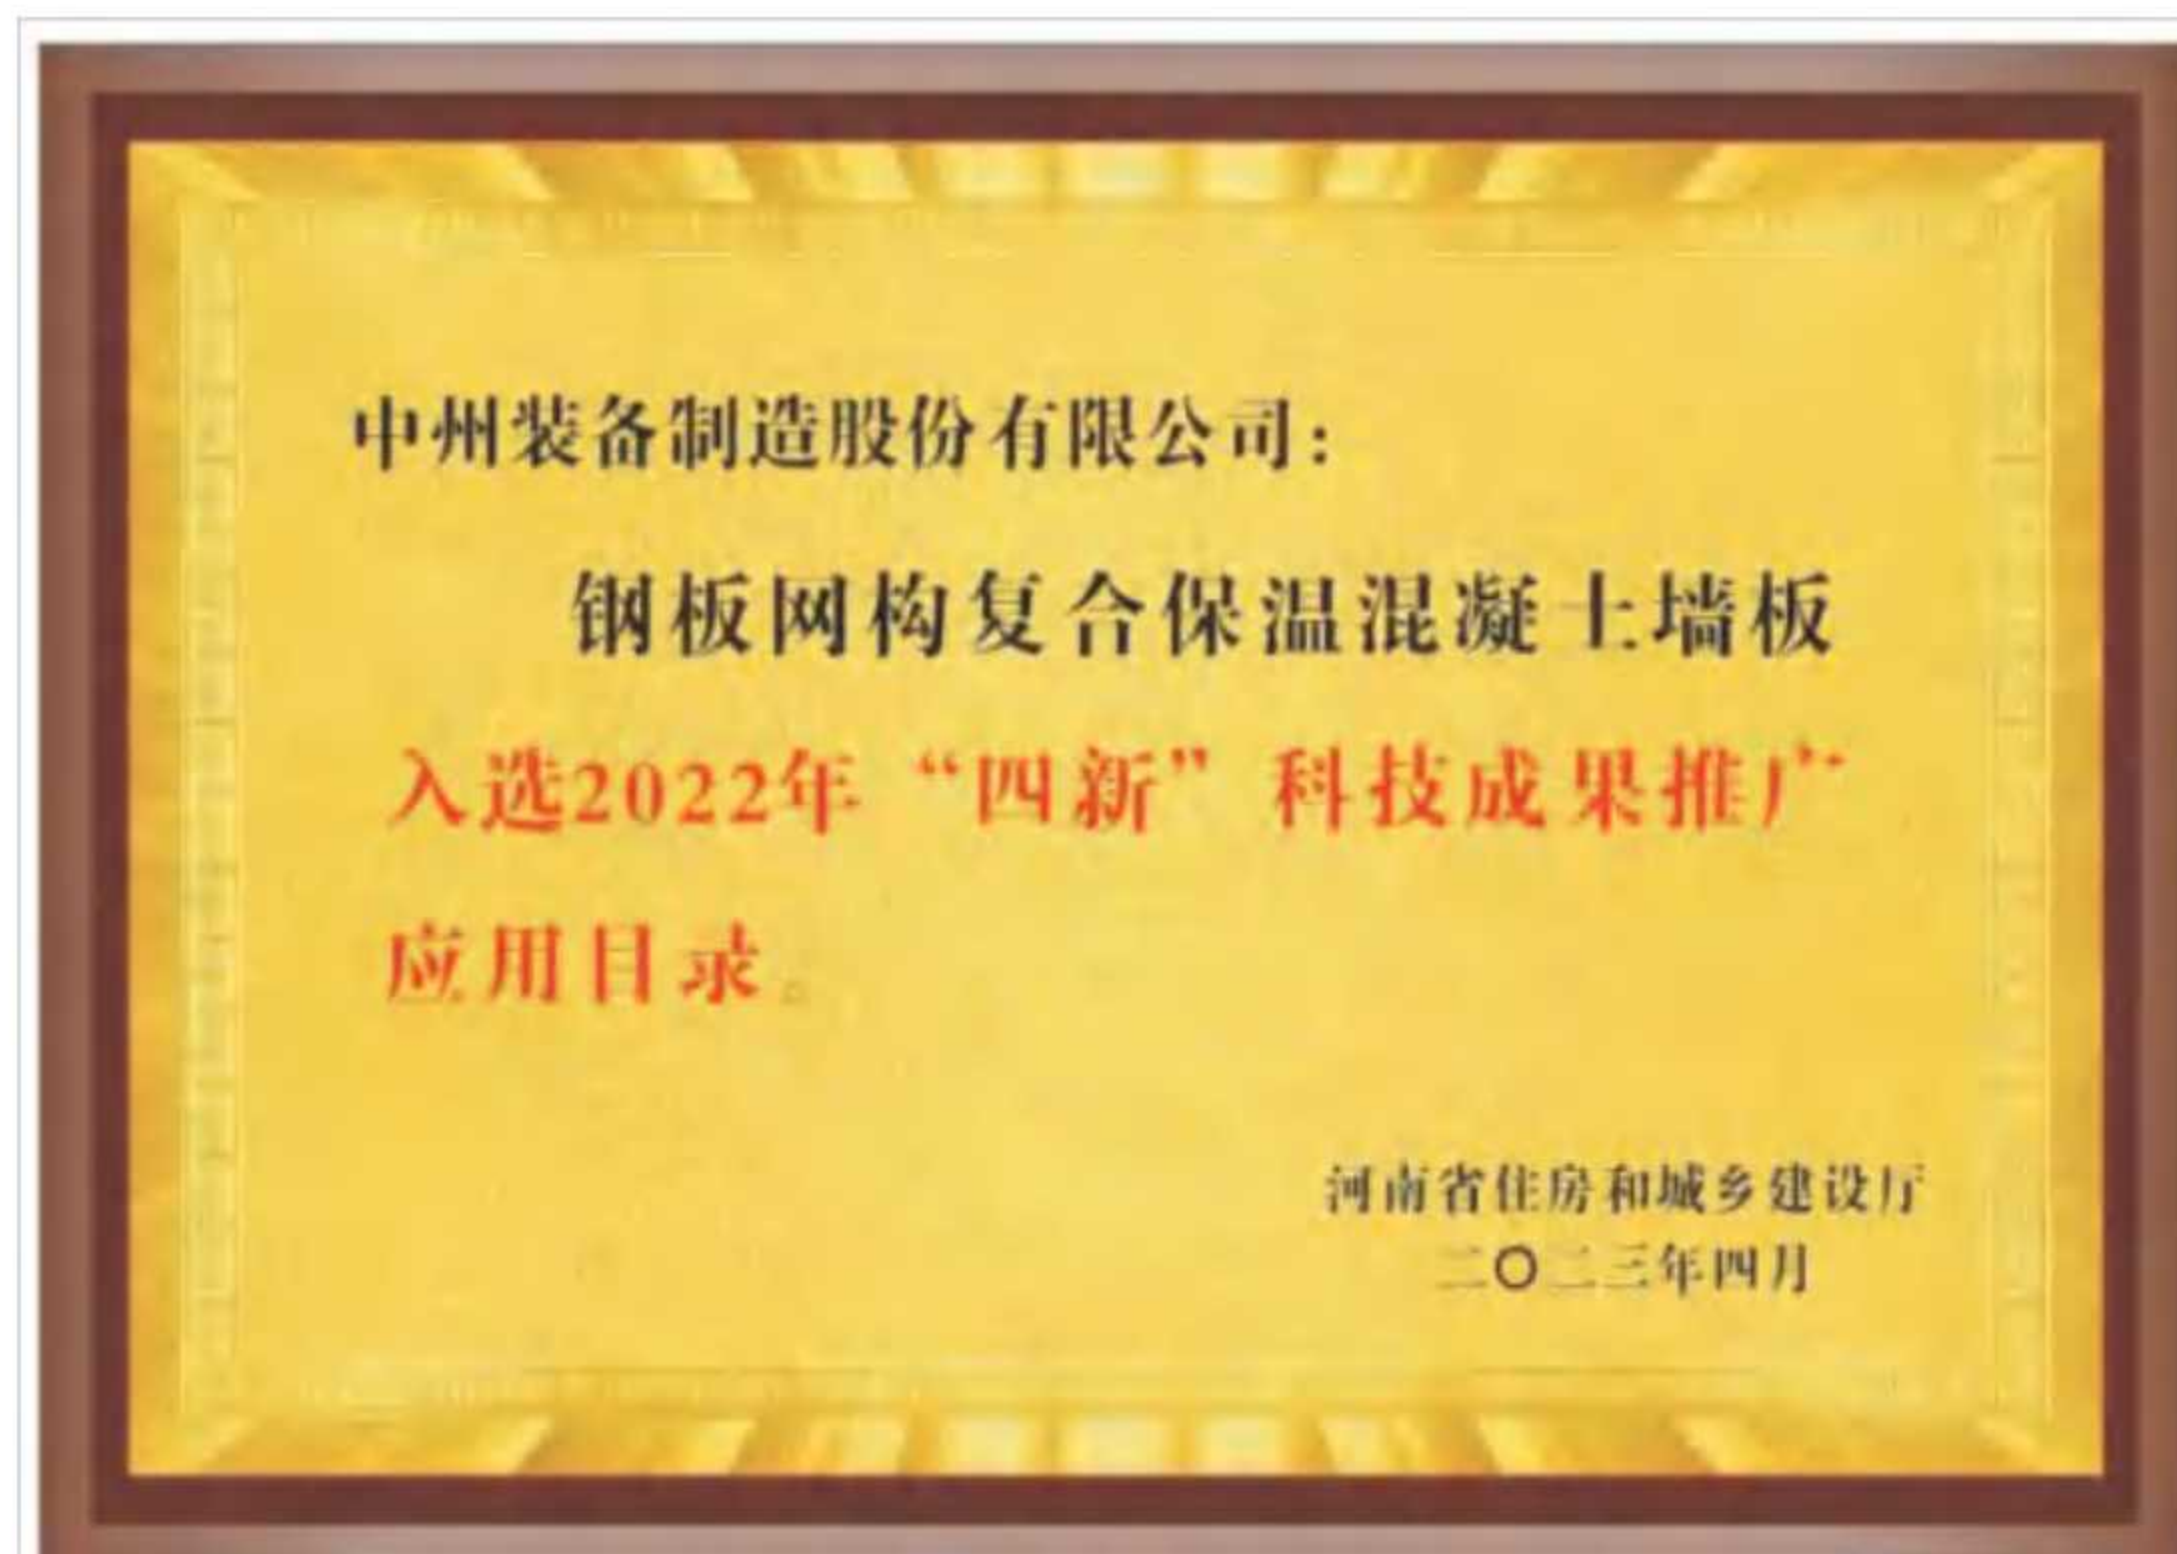 中州装备制造股份有限公司：
钢板网构复合保温混凝土墙板
入选2022年“四新”科技成果推广
应用目录。
河南省住房和城乡建设厅
二〇二三年四月